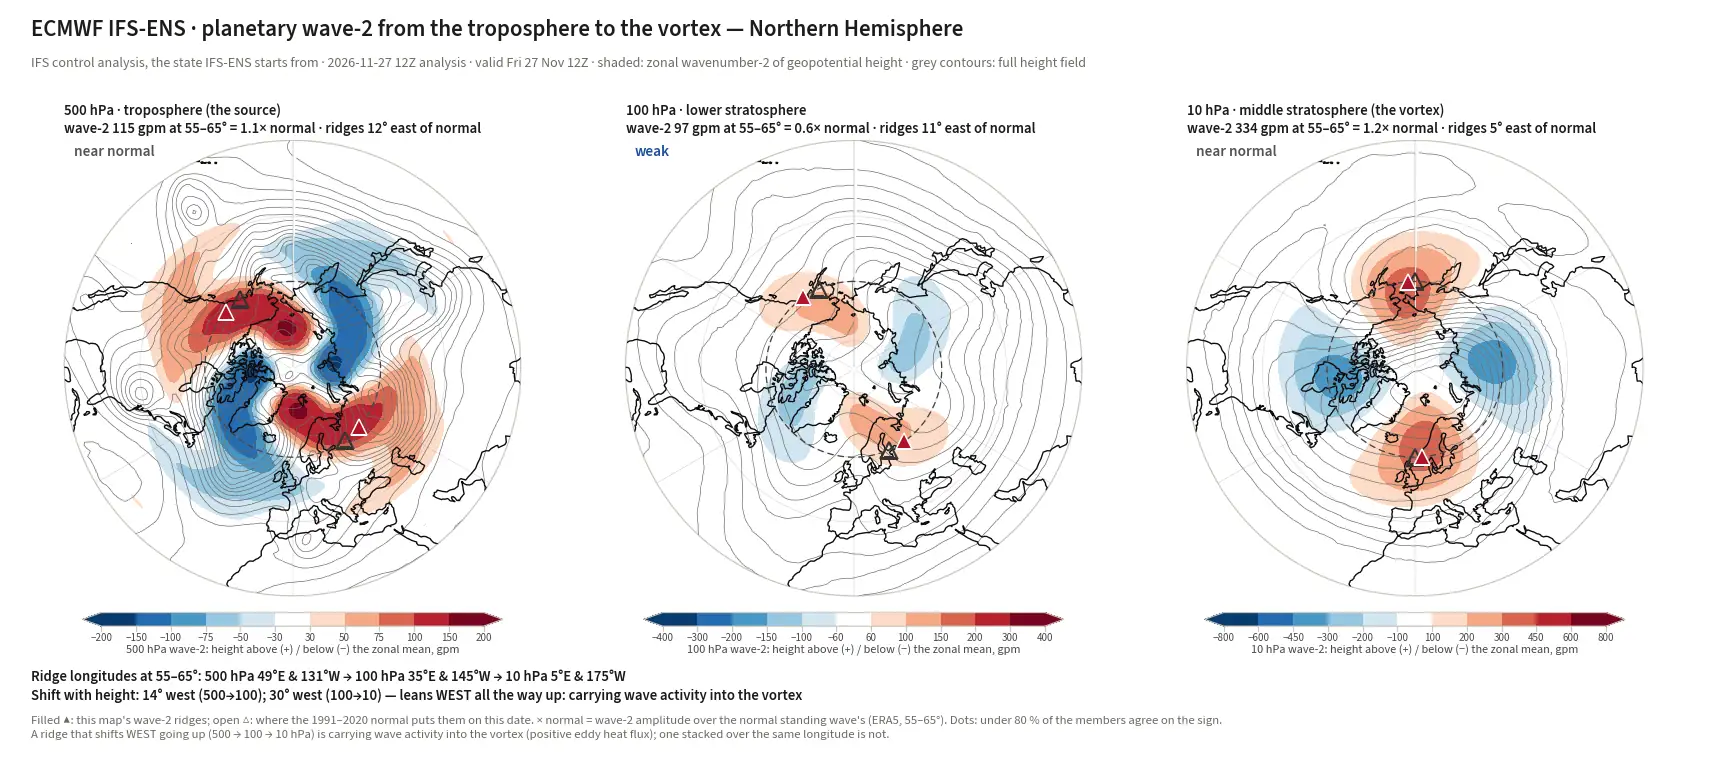 ECMWF IFS-ENS · planetary wave-2 from the troposphere to the vortex — Northern Hemisphere
IFS control analysis, the state IFS-ENS starts from · 2026-11-27 12Z analysis · valid Fri 27 Nov 12Z · shaded: zonal wavenumber-2 of geopotential height · grey contours: full height field
500 hPa · troposphere (the source)
wave-2 115 gpm at 55–65° = 1.1× normal · ridges 12° east of normal
near normal
100 hPa · lower stratosphere
wave-2 97 gpm at 55–65° = 0.6× normal · ridges 11° east of normal
weak
10 hPa · middle stratosphere (the vortex)
wave-2 334 gpm at 55–65° = 1.2× normal · ridges 5° east of normal
near normal
−200 −150 −100 −75 −50 −30 30 50 75 100 150 200
500 hPa wave-2: height above (+) / below (−) the zonal mean, gpm
−400 −300 −200 −150 −100 −60 60 100 150 200 300 400
100 hPa wave-2: height above (+) / below (−) the zonal mean, gpm
−800 −600 −450 −300 −200 −100 100 200 300 450 600 800
10 hPa wave-2: height above (+) / below (−) the zonal mean, gpm
Ridge longitudes at 55–65°: 500 hPa 49°E & 131°W → 100 hPa 35°E & 145°W → 10 hPa 5°E & 175°W
Shift with height: 14° west (500→100); 30° west (100→10) — leans WEST all the way up: carrying wave activity into the vortex
Filled ▲: this map's wave-2 ridges; open △: where the 1991–2020 normal puts them on this date. × normal = wave-2 amplitude over the normal standing wave's (ERA5, 55–65°). Dots: under 80 % of the members agree on the sign.
A ridge that shifts WEST going up (500 → 100 → 10 hPa) is carrying wave activity into the vortex (positive eddy heat flux); one stacked over the same longitude is not.